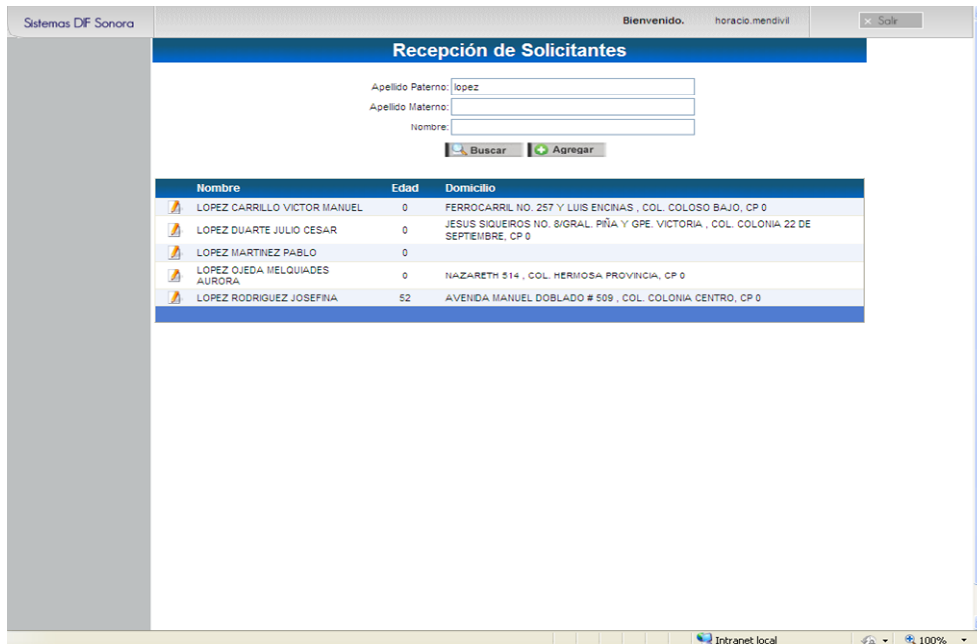 Sistemas DIF Sonora
Bienvenido. horacio.mendivil
× Salir
Recepción de Solicitantes
Apellido Paterno: lopez
Apellido Materno:
Nombre:
Buscar Agregar
Nombre Edad Domicilio
LOPEZ CARRILLO VICTOR MANUEL 0 FERROCARRIL NO. 257 Y LUIS ENCINAS , COL. COLOSO BAJO, CP 0
LOPEZ DUARTE JULIO CESAR 0 JESUS SIQUEIROS NO. 8/GRAL. PIÑA Y GPE. VICTORIA , COL. COLONIA 22 DE
SEPTIEMBRE, CP 0
LOPEZ MARTINEZ PABLO 0
LOPEZ OJEDA MELQUIADES
AURORA 0 NAZARETH 514 , COL. HERMOSA PROVINCIA, CP 0
LOPEZ RODRIGUEZ JOSEFINA 52 AVENIDA MANUEL DOBLADO # 509 , COL. COLONIA CENTRO, CP 0
Intranet local 100%